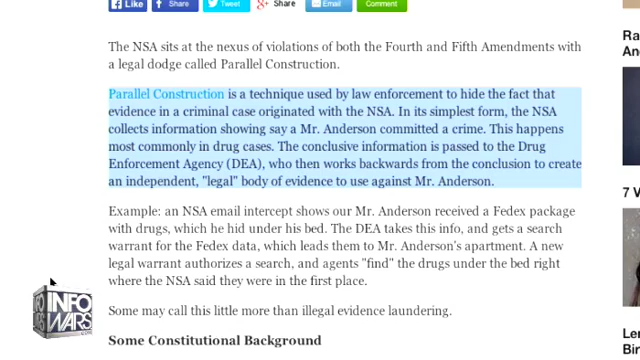 Like
Share
Tweet
Share
Email
Comment
The NSA sits at the nexus of violations of both the Fourth and Fifth Amendments with
a legal dodge called Parallel Construction.
Parallel Construction is a technique used by law enforcement to hide the fact that
evidence in a criminal case originated with the NSA. In its simplest form, the NSA
collects information showing say a Mr. Anderson committed a crime. This happens
most commonly in drug cases. The conclusive information is passed to the Drug
Enforcement Agency (DEA), who then works backwards from the conclusion to create
an independent, "legal" body of evidence to use against Mr. Anderson.
Example: an NSA email intercept shows our Mr. Anderson received a Fedex package
with drugs, which he hid under his bed. The DEA takes this info, and gets a search
warrant for the Fedex data, which leads them to Mr. Anderson's apartment. A new
legal warrant authorizes a search, and agents "find" the drugs under the bed right
where the NSA said they were in the first place.
Some may call this little more than illegal evidence laundering.
Some Constitutional Background
INFO
WARS
Ra
An
7 V
Ler
Bir